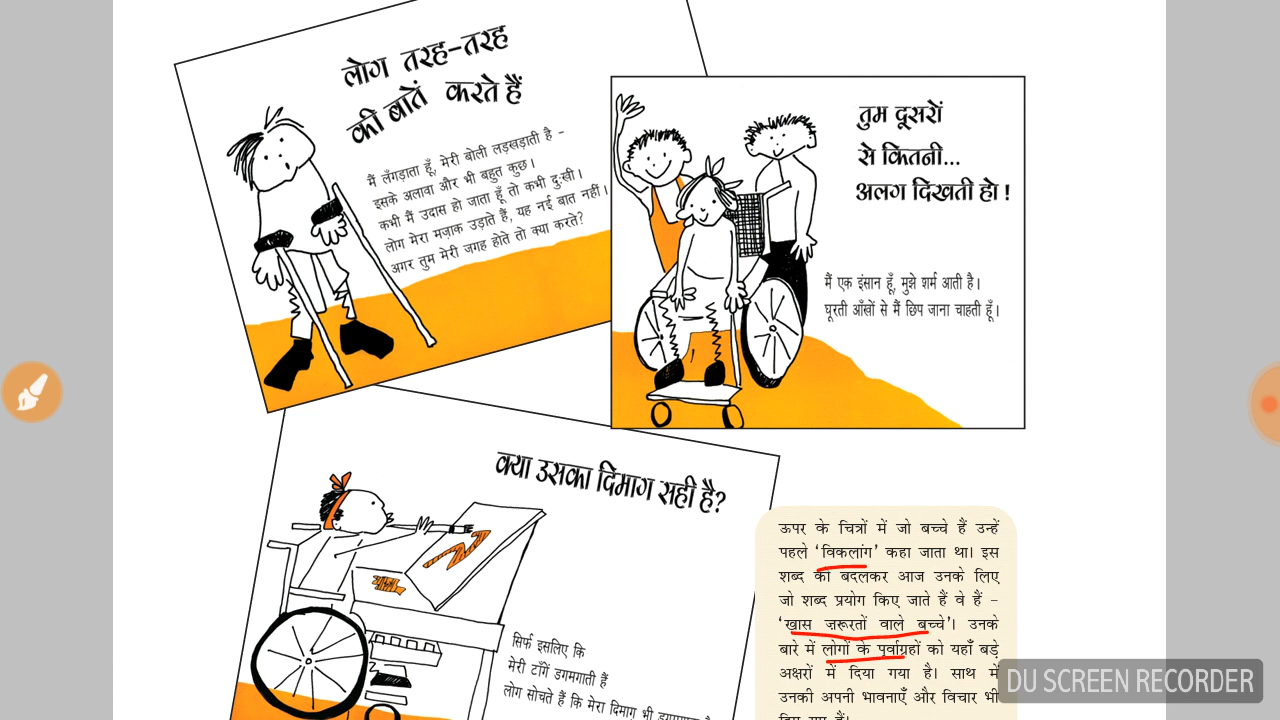 लोग तरह-तरह
की बातें करते हैं
मैं लँगड़ाता हूँ, मेरी बोली लड़खड़ाती है -
इसके अलावा और भी बहुत कुछ।
कभी मैं उदास हो जाता हूँ तो कभी दुःखी।
लोग मेरा मज़ाक उड़ाते हैं, यह नई बात नहीं।
अगर तुम मेरी जगह होते तो क्या करते?
तुम दूसरों
से कितनी...
अलग दिखती हो!
मैं एक इंसान हूँ, मुझे शर्म आती है।
घूरती आँखों से मैं छिप जाना चाहती हूँ।
क्या उसका दिमाग सही है?
सिर्फ इसलिए कि
मेरी टाँगें डगमगाती हैं
लोग सोचते हैं कि मेरा दिमाग़ भी
ऊपर के चित्रों में जो बच्चे हैं उन्हें
पहले 'विकलांग' कहा जाता था। इस
शब्द को बदलकर आज उनके लिए
जो शब्द प्रयोग किए जाते हैं वे हैं -
'खास ज़रूरतों वाले बच्चे'। उनके
बारे में लोगों के पूर्वाग्रहों को यहाँ बड़े
अक्षरों में दिया गया है। साथ में
उनकी अपनी भावनाएँ और विचार भी
DU SCREEN RECORDER